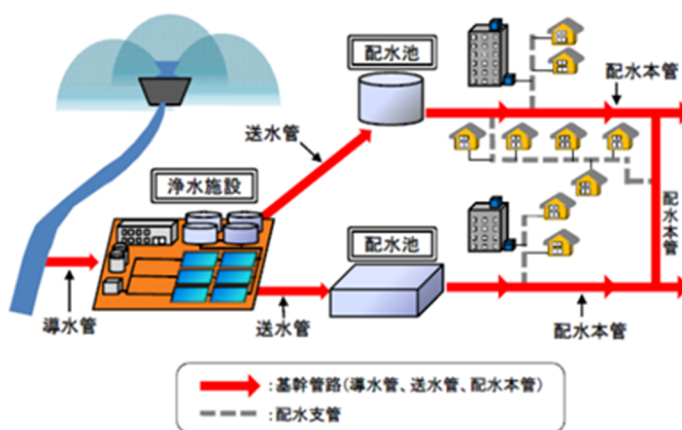 配水池
配水本管
送水管
浄水施設
配水本管
配水池
導水管
送水管
配水本管
:基幹管路(導水管、送水管、配水本管)
:配水支管